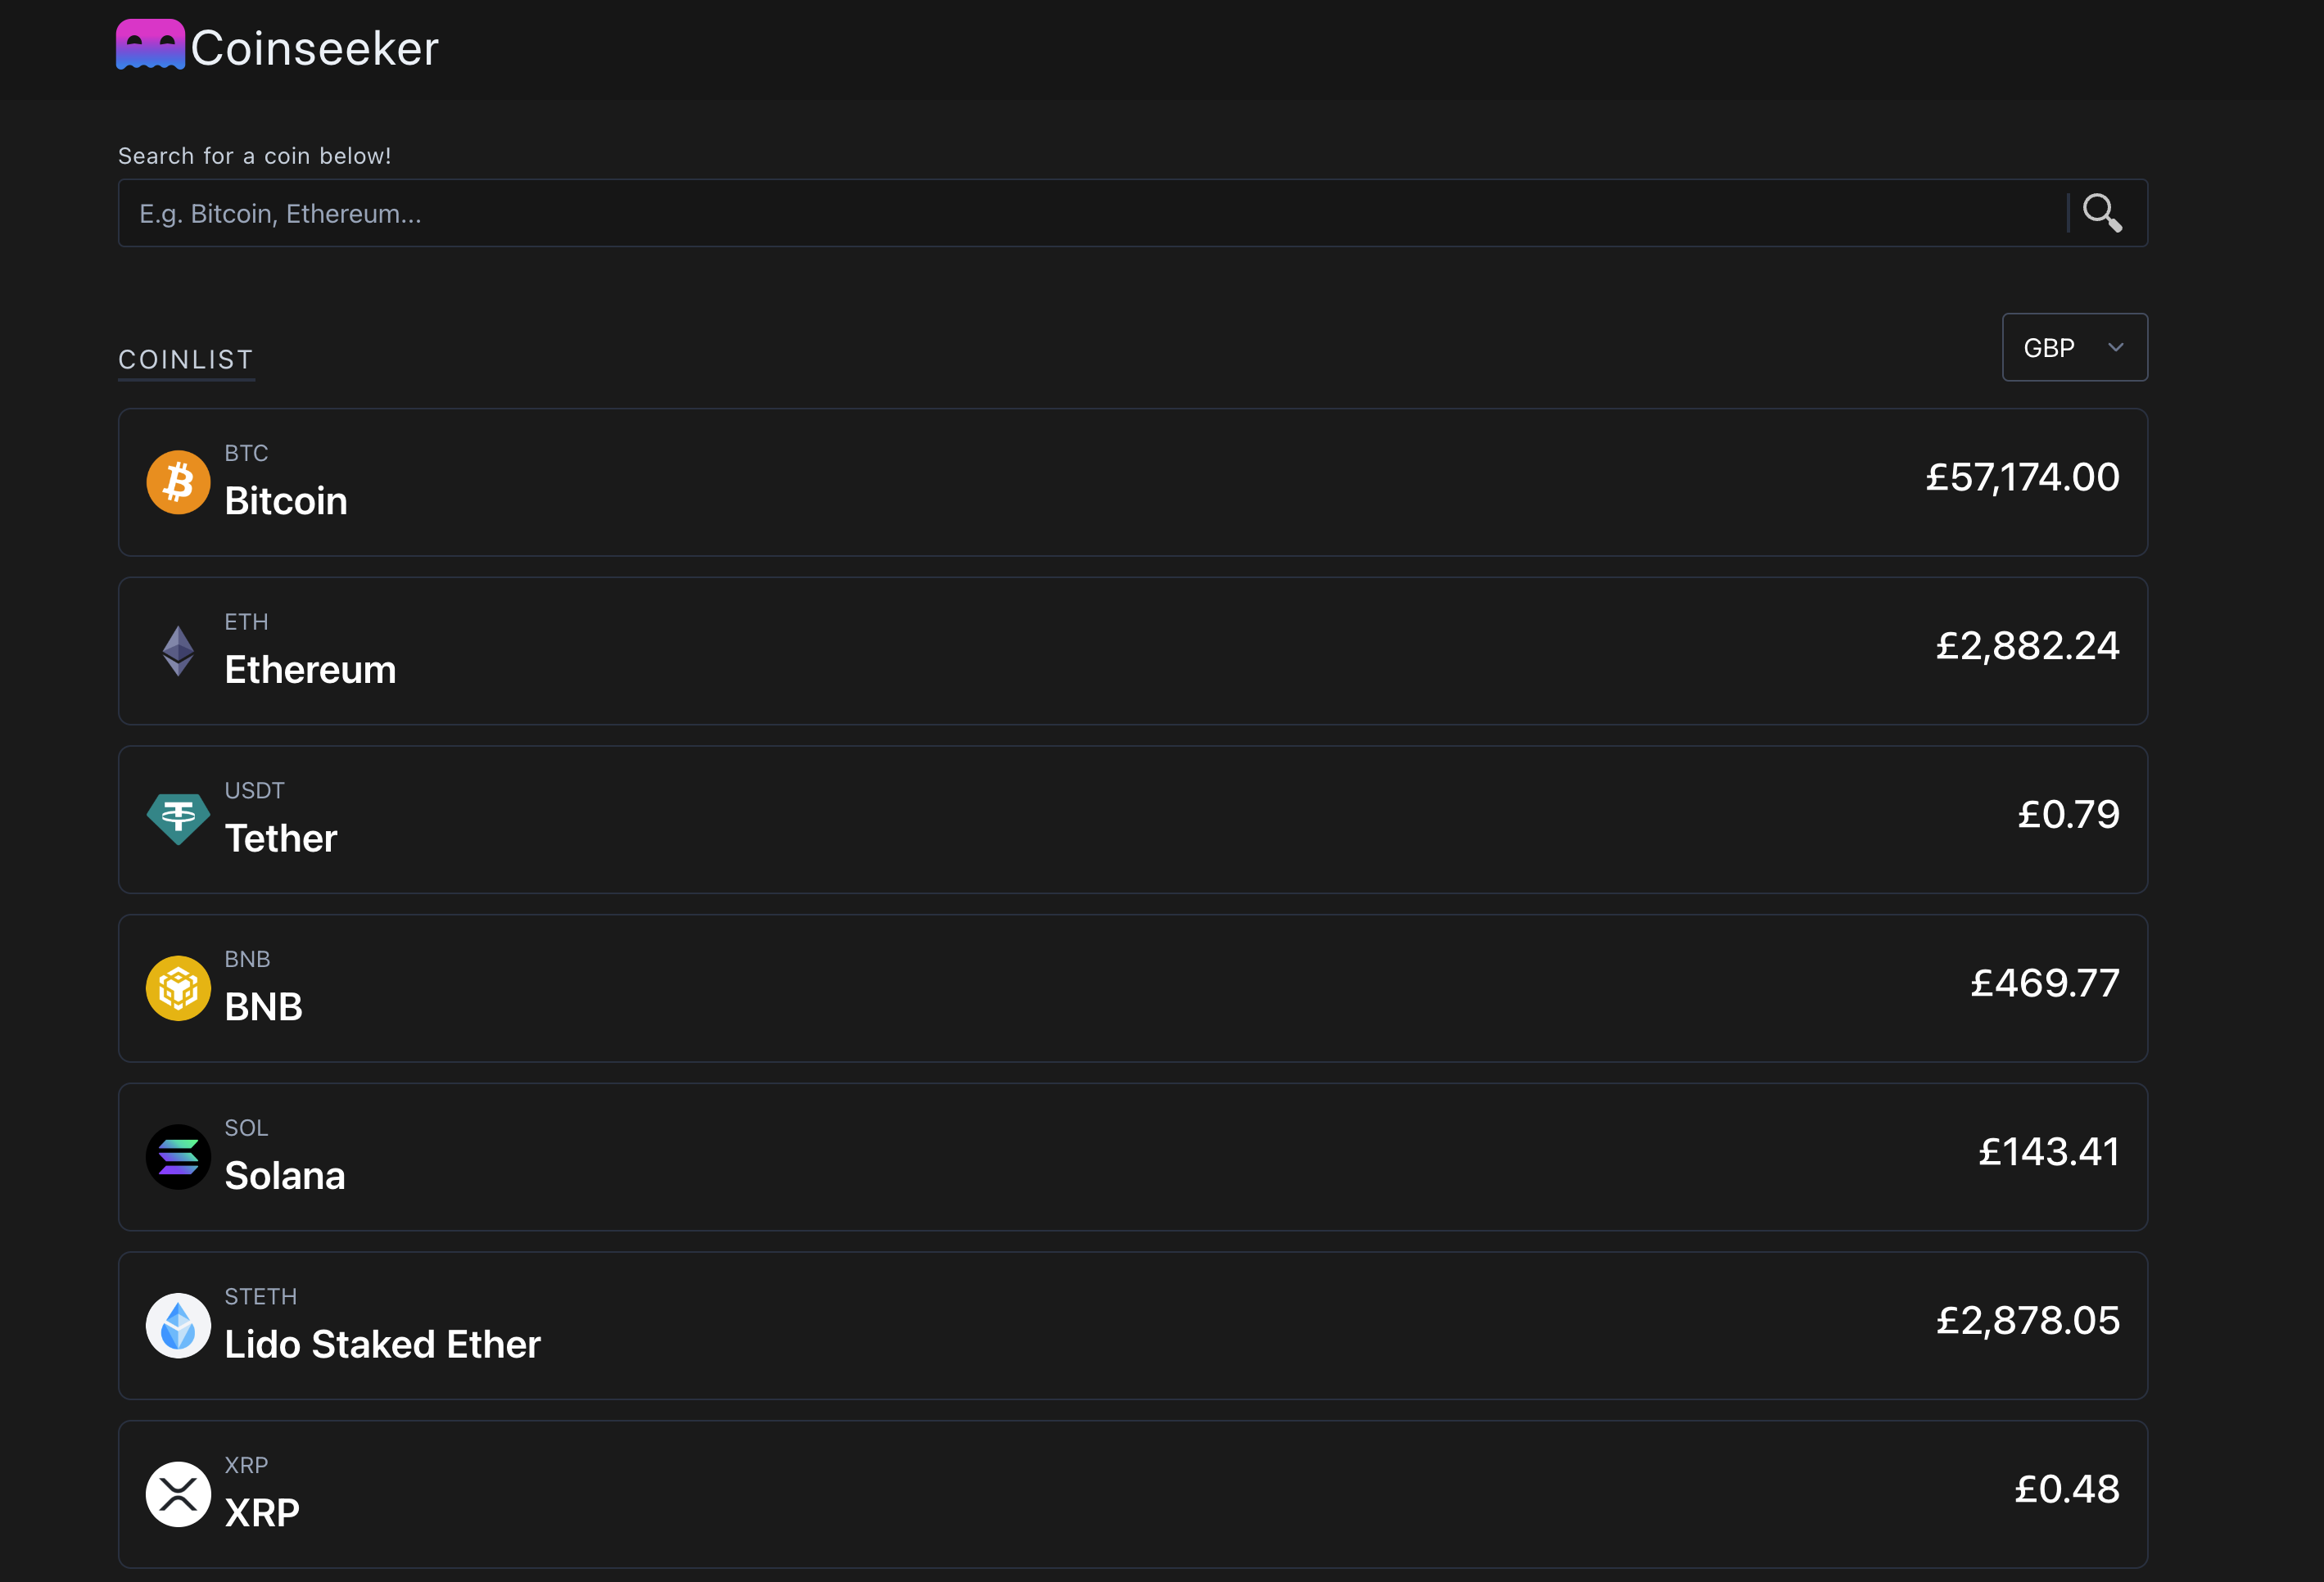 Coinseeker
Search for a coin below!
E.g. Bitcoin, Ethereum...
COINLIST
GBP
BTC
Bitcoin
£57,174.00
ETH
Ethereum
£2,882.24
USDT
Tether
£0.79
BNB
BNB
£469.77
SOL
Solana
£143.41
STETH
Lido Staked Ether
£2,878.05
XRP
XRP
£0.48